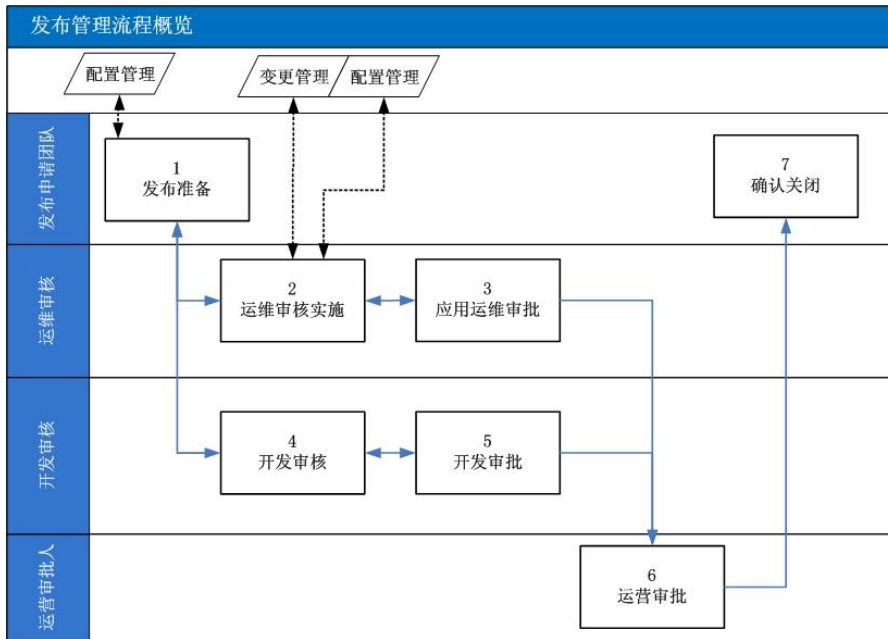 发布管理流程概览
配置管理
变更管理
配置管理
发布申请团队
1
发布准备
7
确认关闭
运维审核
2
运维审核实施
3
应用运维审批
开发审核
4
开发审核
5
开发审批
运营审批人
6
运营审批